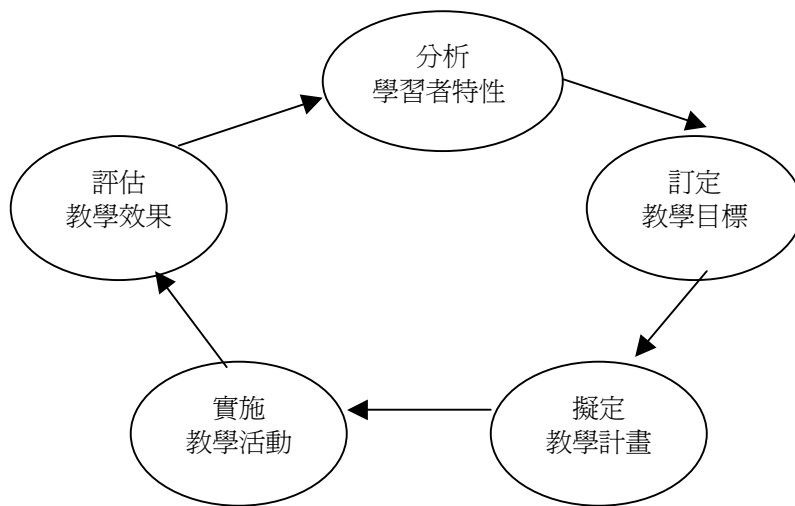 分析
學習者特性
訂定
教學目標
擬定
教學計畫
實施
教學活動
評估
教學效果